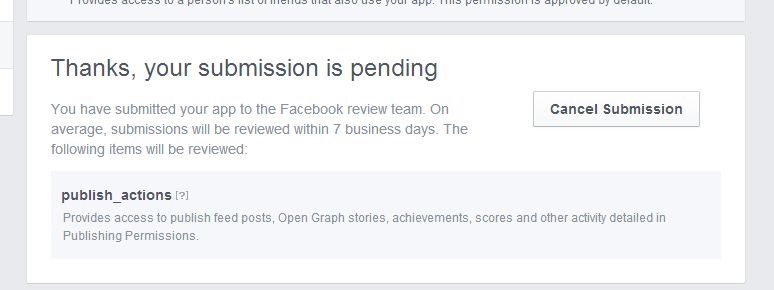 Provides access to a person's list of friends that also use your app. This permission is approved by default.
Thanks, your submission is pending
You have submitted your app to the Facebook review team. On
average, submissions will be reviewed within 7 business days. The
following items will be reviewed:
Cancel Submission
publish_actions [?]
Provides access to publish feed posts, Open Graph stories, achievements, scores and other activity detailed in
Publishing Permissions.